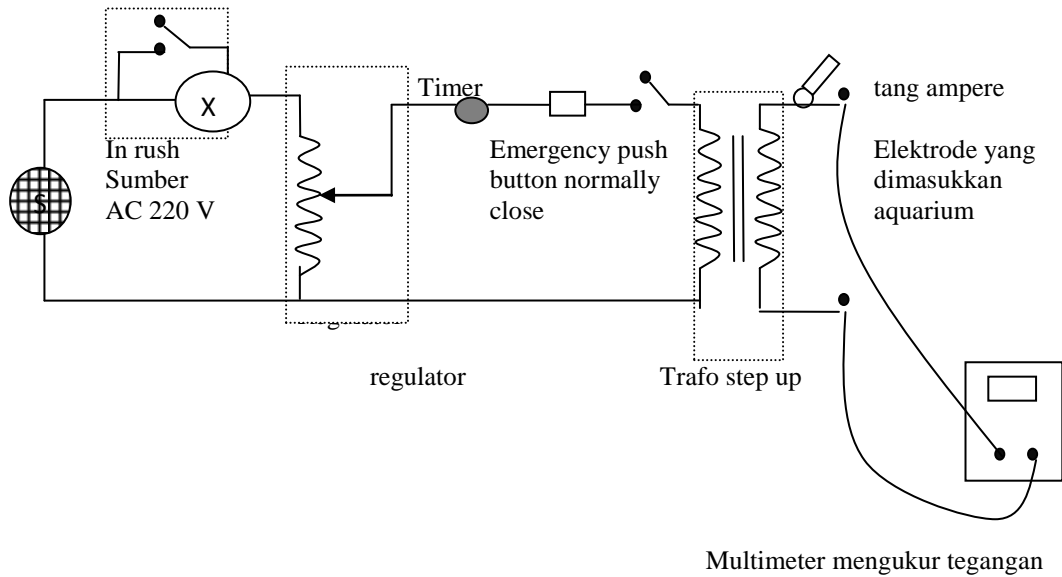 Timer
tang ampere
X
In rush
Sumber
AC 220 V
Emergency push
button normally
close
Elektrode yang
dimasukkan
aquarium
S
regulator
Trafo step up
Multimeter mengukur tegangan